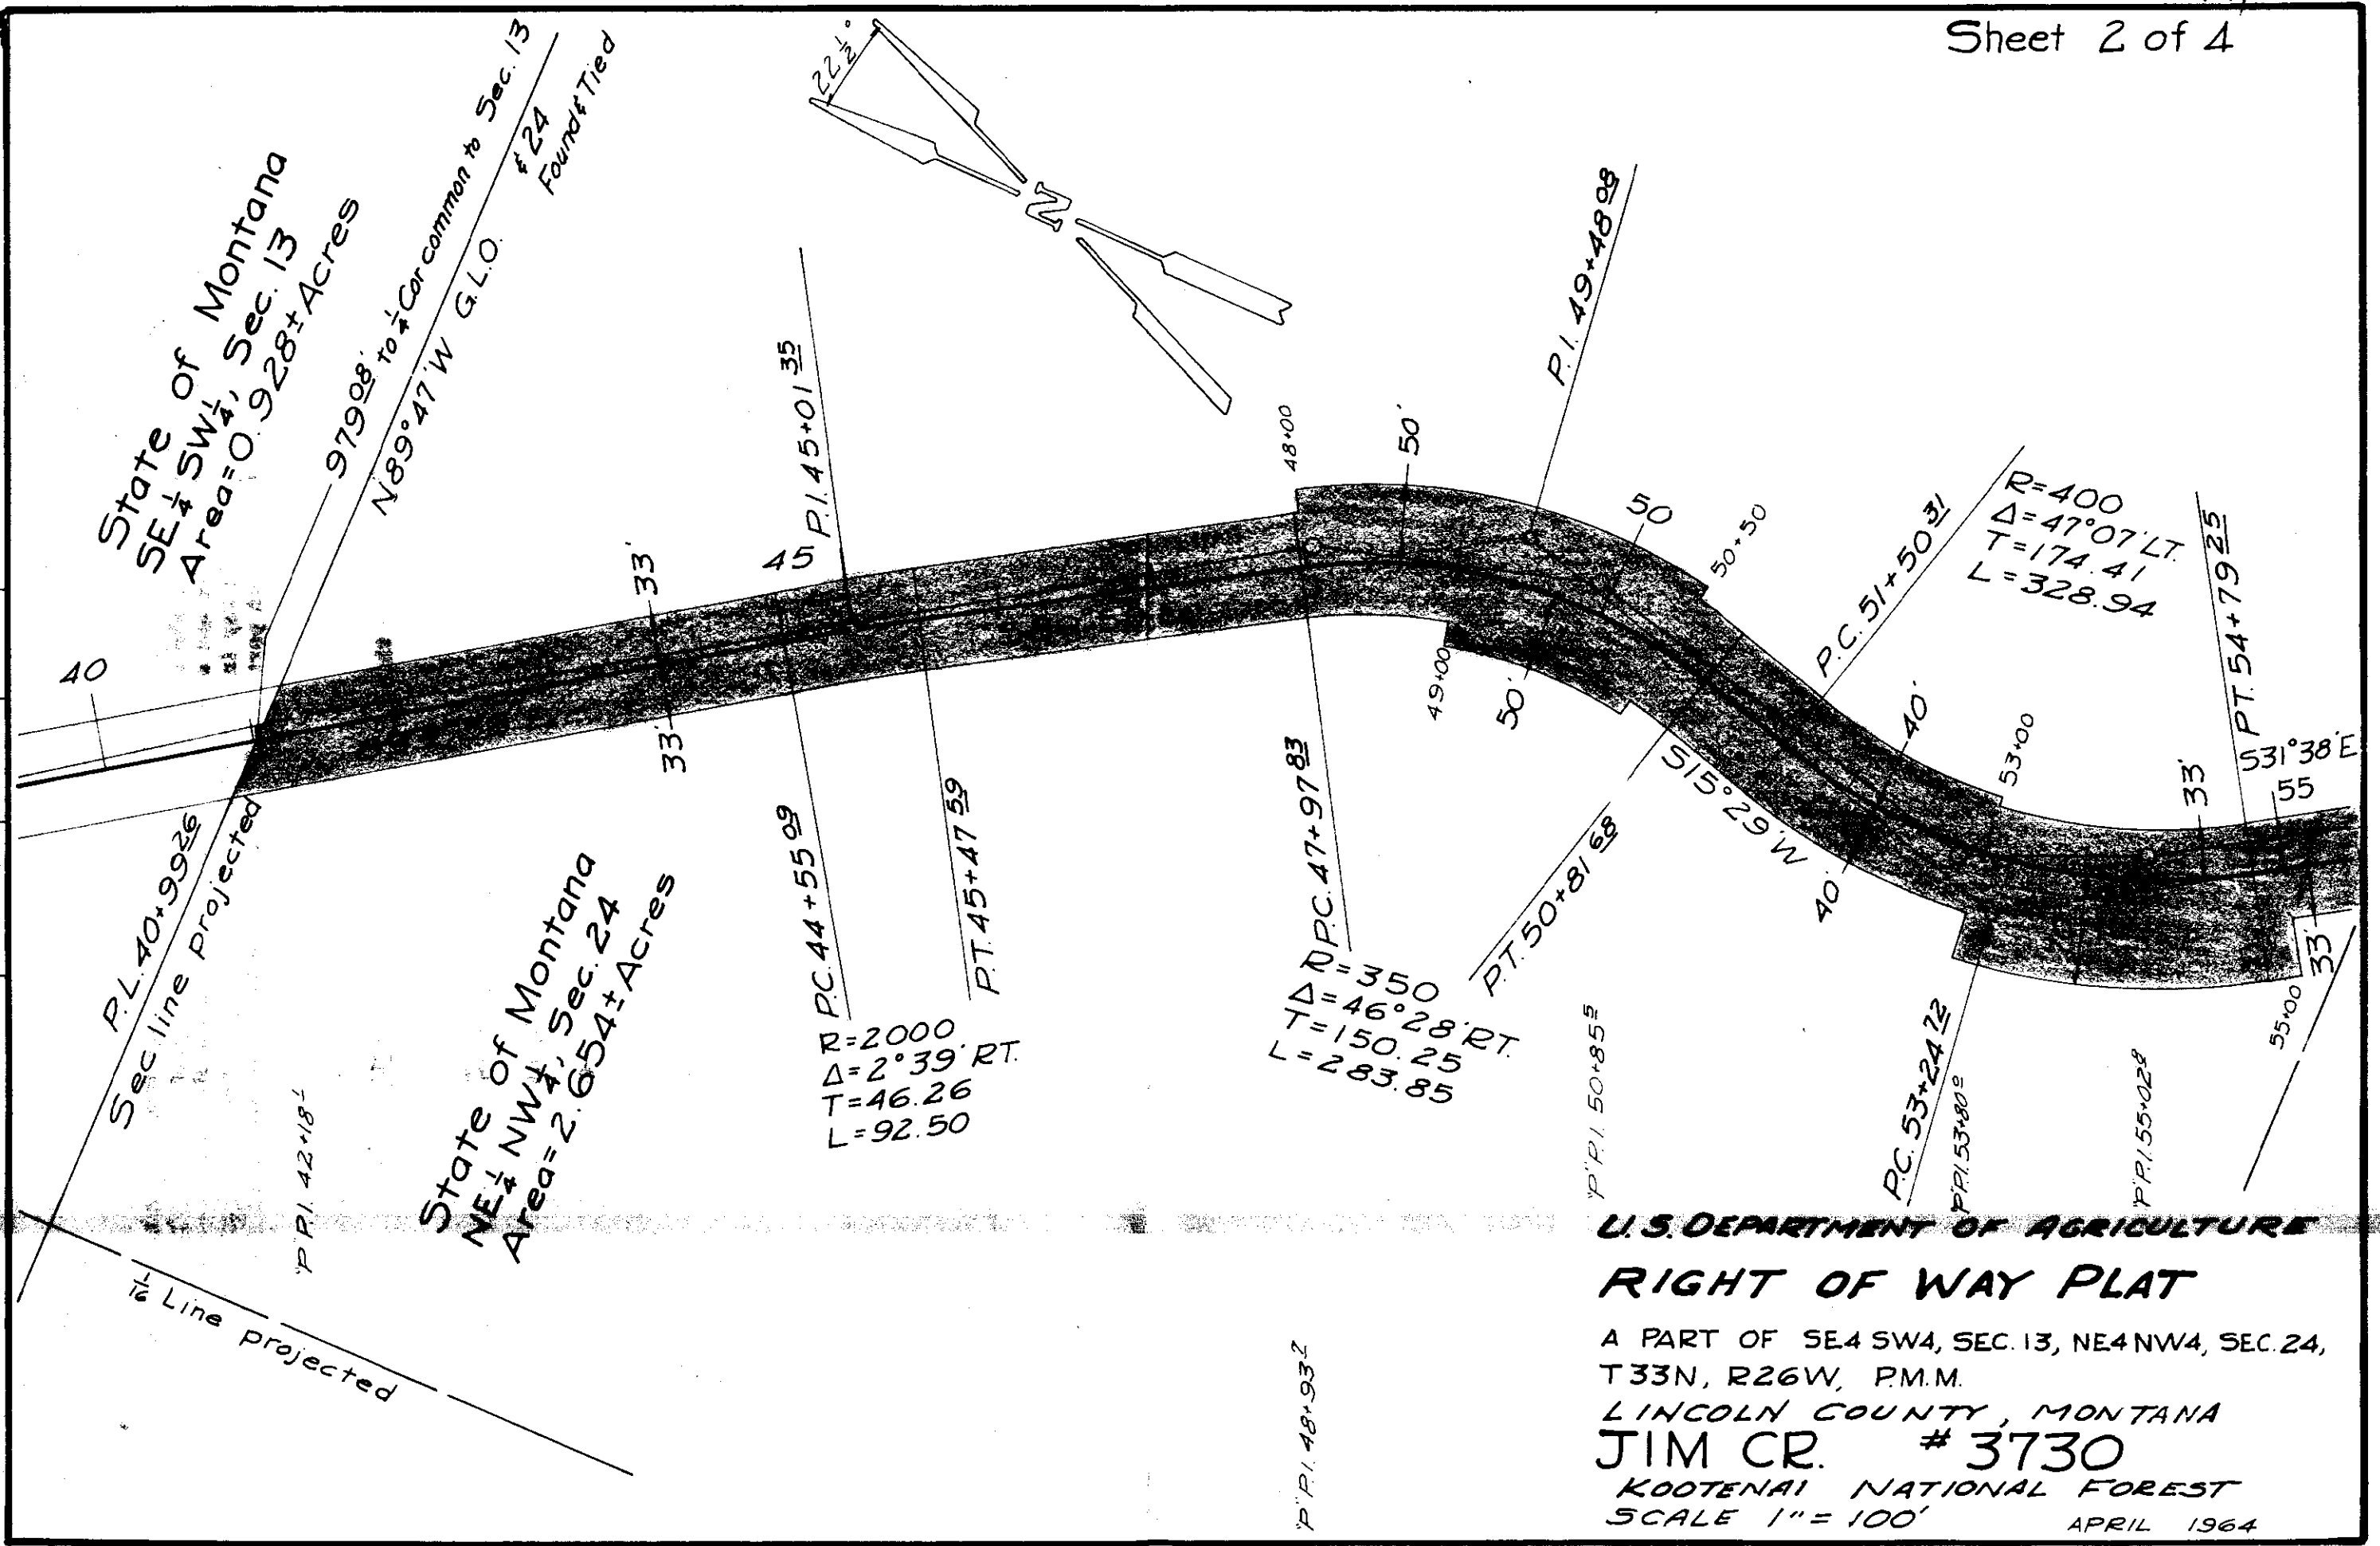 Sheet 2 of 4
22½°
N
State of Montana
SE¼ SW¼, Sec. 13
Area=0.928± Acres
979.08' to ¼ Cor common to Sec. 13
& 24
Found & Tied
N89°47'W G.L.O.
40
P.L. 40+99.26
Sec line projected
33'
33'
45
P.I. 45+01.35
P.C. 44+55.09
P.T. 45+47.59
R=2000
Δ=2°39' RT.
T=46.26
L=92.50
State of Montana
NE¼ NW¼, Sec. 24
Area=2.654± Acres
48+00
50'
P.I. 49+48.08
50
50+50
49+00
50'
P.C. 47+97.83
R=350
Δ=46°28' RT.
T=150.25
L=283.85
P.T. 50+81.68
S15°29'W
P.C. 51+50.31
R=400
Δ=47°07' LT.
T=174.41
L=328.94
40'
40'
53+00
33'
P.T. 54+79.25
S31°38'E
55
33'
55+00
P.C. 53+24.72
"P" P.I. 42+18.1
"P" P.I. 48+93.7
"P" P.I. 50+85.5
"P" P.I. 53+80.0
"P" P.I. 55+02.8
1/16 Line projected
U.S. DEPARTMENT OF AGRICULTURE
RIGHT OF WAY PLAT
A PART OF SE4 SW4, SEC. 13, NE4 NW4, SEC. 24,
T33N, R26W, P.M.M.
LINCOLN COUNTY, MONTANA
JIM CR. #3730
KOOTENAI NATIONAL FOREST
SCALE 1"=100' APRIL 1964